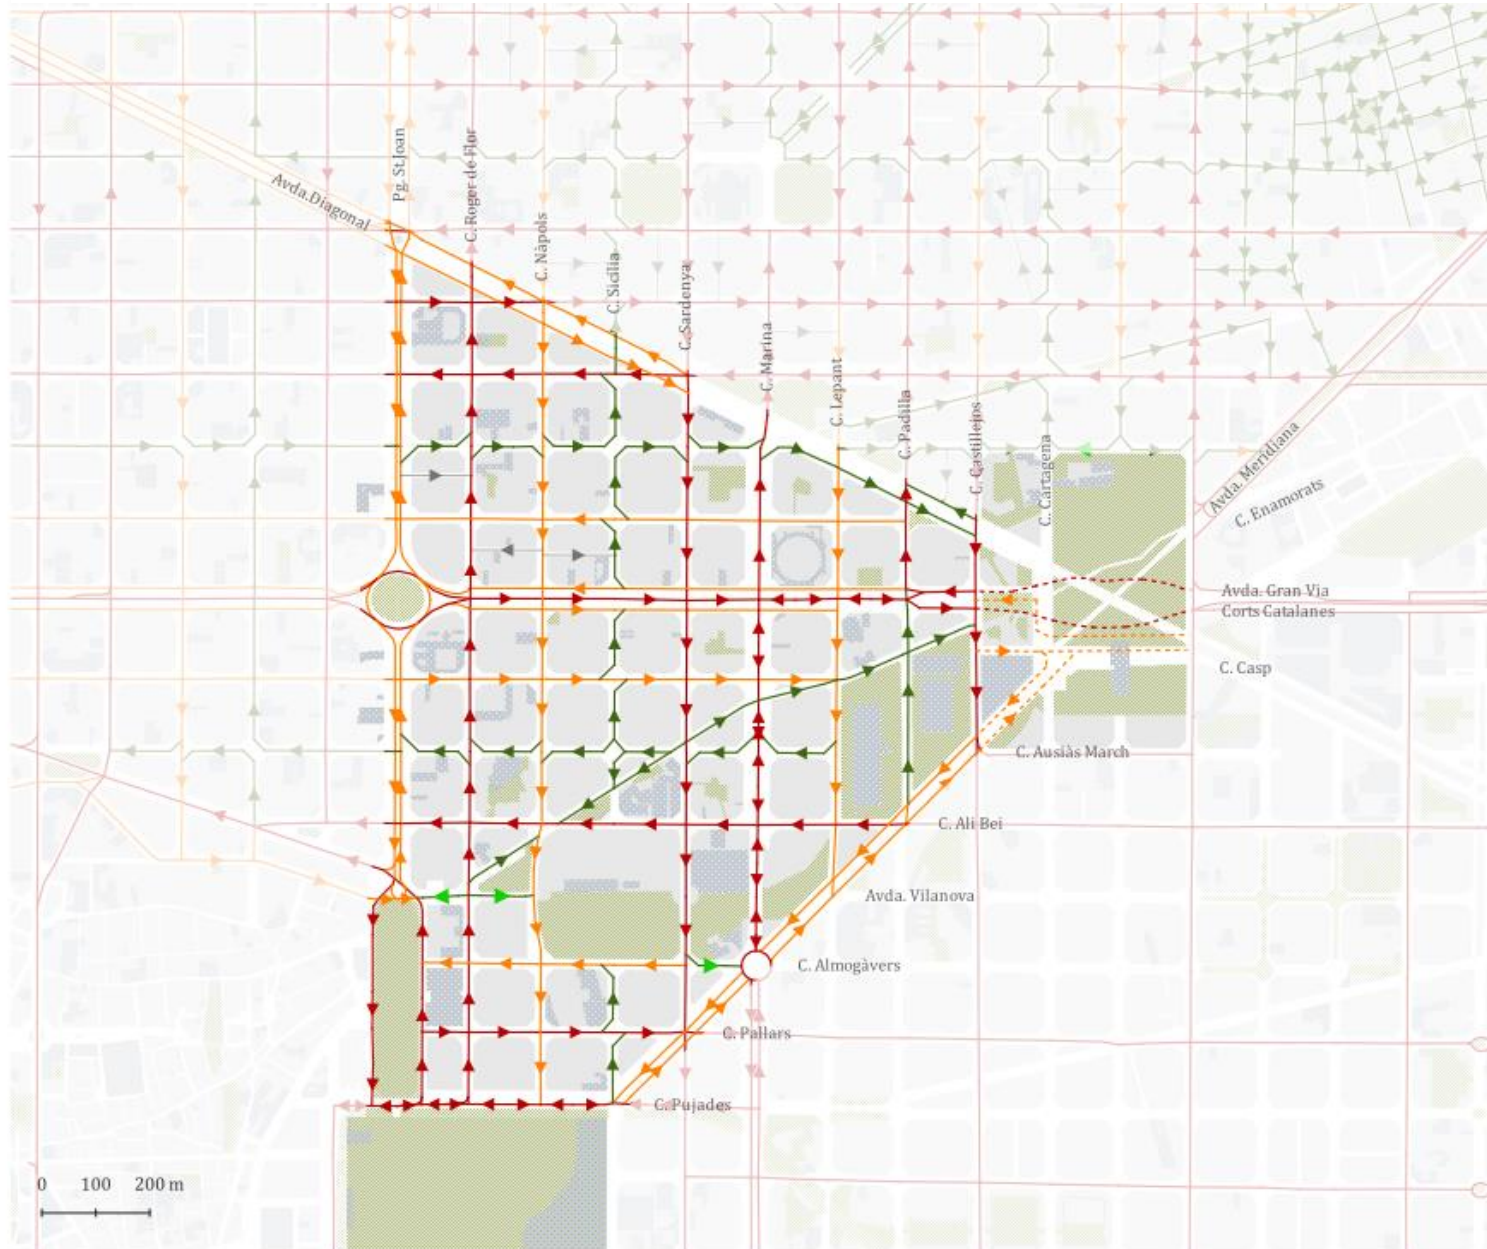 Pg. St.Joan
C. Roger de Flor
Avda.Diagonal
C. Nàpols
C. Sicília
C. Sardenya
C. Marina
C. Lepant
C. Padilla
C. Castillejos
C. Cartagena
Avda. Meridiana
C. Enamorats
Avda. Gran Via
Corts Catalanes
C. Casp
C. Ausiàs March
C. Ali Bei
Avda. Vilanova
C. Almogàvers
C. Pallars
C. Pujades
0 100 200 m